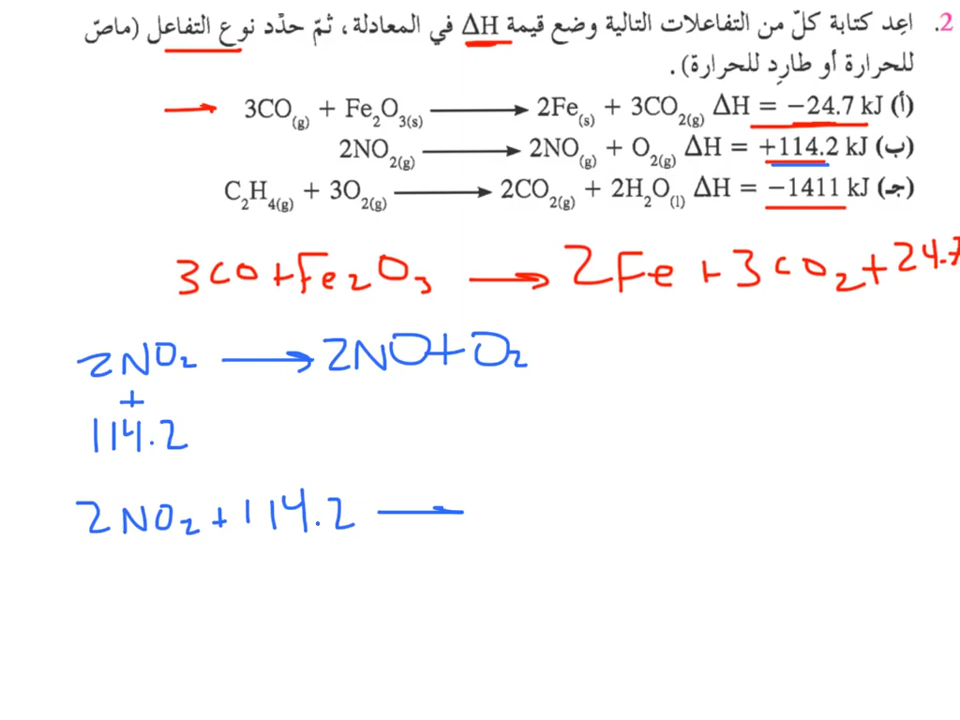 2. اعِد كتابة كلّ من التفاعلات التالية وضع قيمة ΔH في المعادلة، ثمّ حدّد نوع التفاعل (ماصّ
للحرارة أو طارِد للحرارة).
(أ) 3CO(g) + Fe₂O₃(s) ⟶ 2Fe(s) + 3CO₂(g) ΔH = −24.7 kJ
(ب) 2NO₂(g) ⟶ 2NO(g) + O₂(g) ΔH = +114.2 kJ
(جـ) C₂H₄(g) + 3O₂(g) ⟶ 2CO₂(g) + 2H₂O(l) ΔH = −1411 kJ
3CO+Fe₂O₃ ⟶ 2Fe+3CO₂+24.7
2NO₂ ⟶ 2NO+O₂
+
114.2
2NO₂+114.2 ⟶